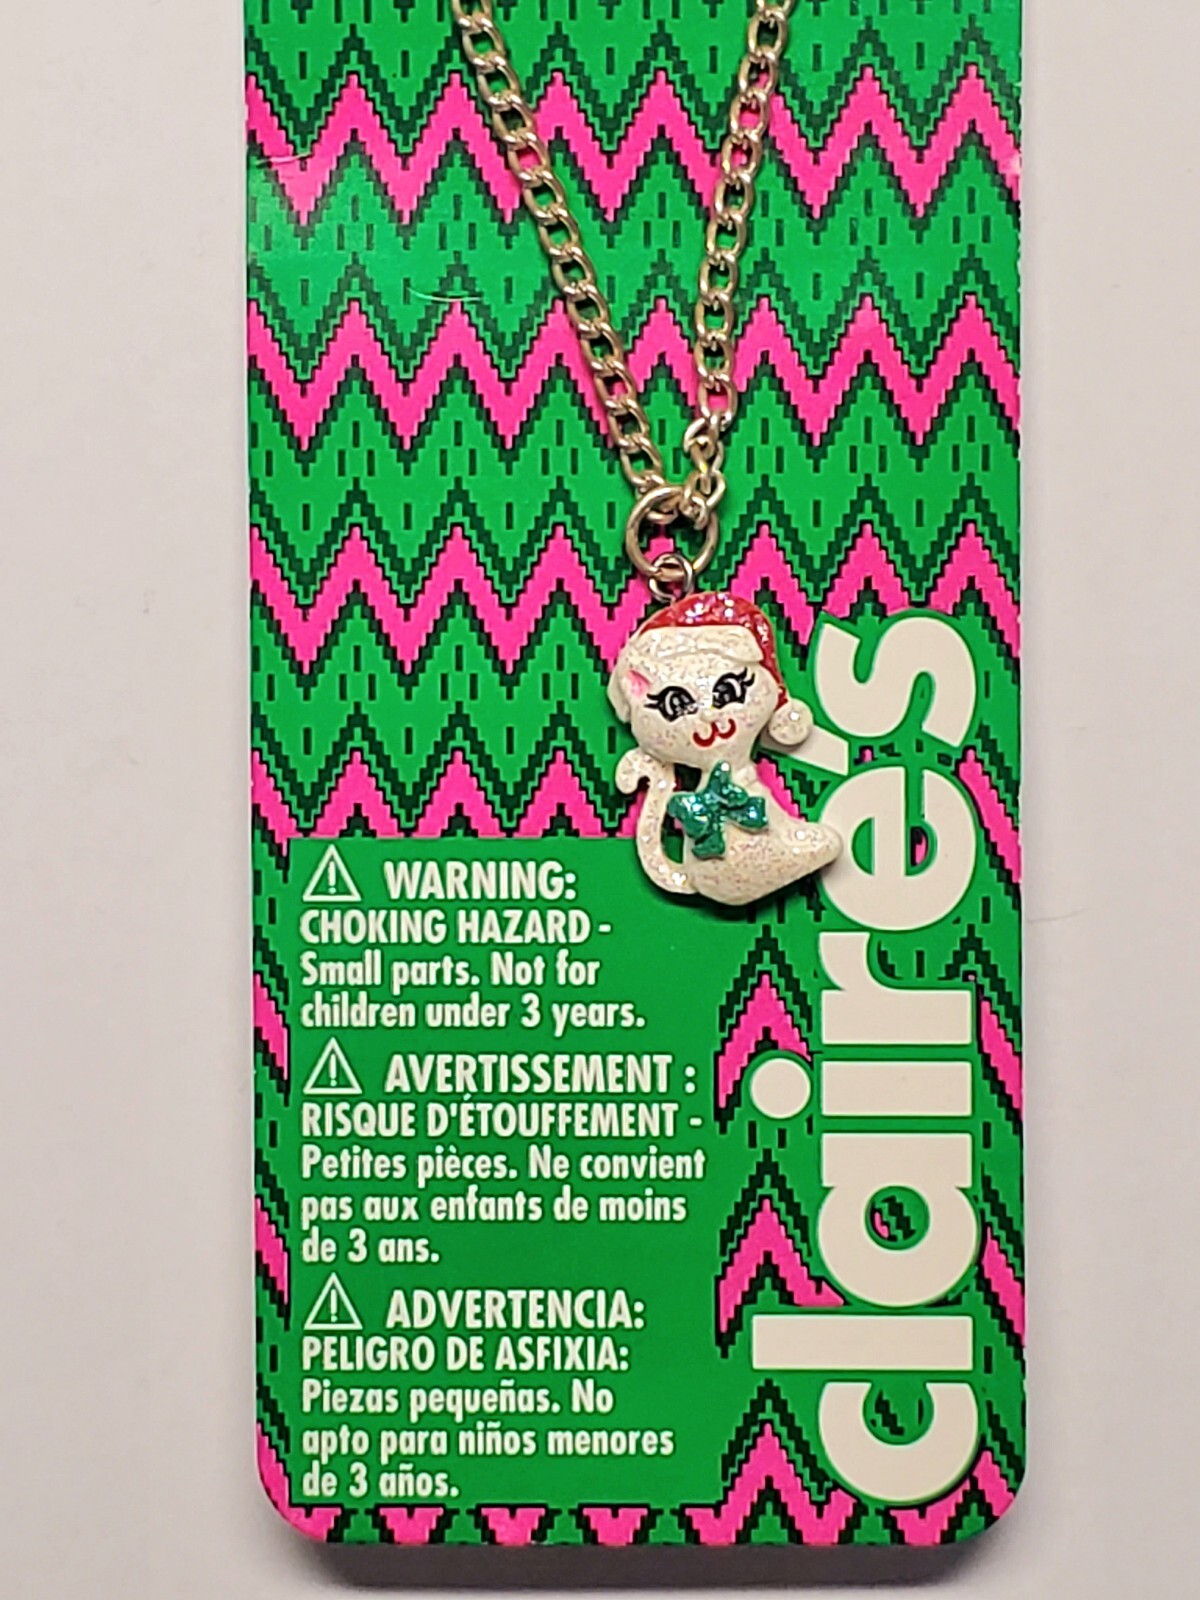 WARNING:
CHOKING HAZARD -
Small parts. Not for
children under 3 years.
AVERTISSEMENT :
RISQUE D'ÉTOUFFEMENT -
Petites pièces. Ne convient
pas aux enfants de moins
de 3 ans.
ADVERTENCIA:
PELIGRO DE ASFIXIA:
Piezas pequeñas. No
apto para niños menores
de 3 años.
claire's